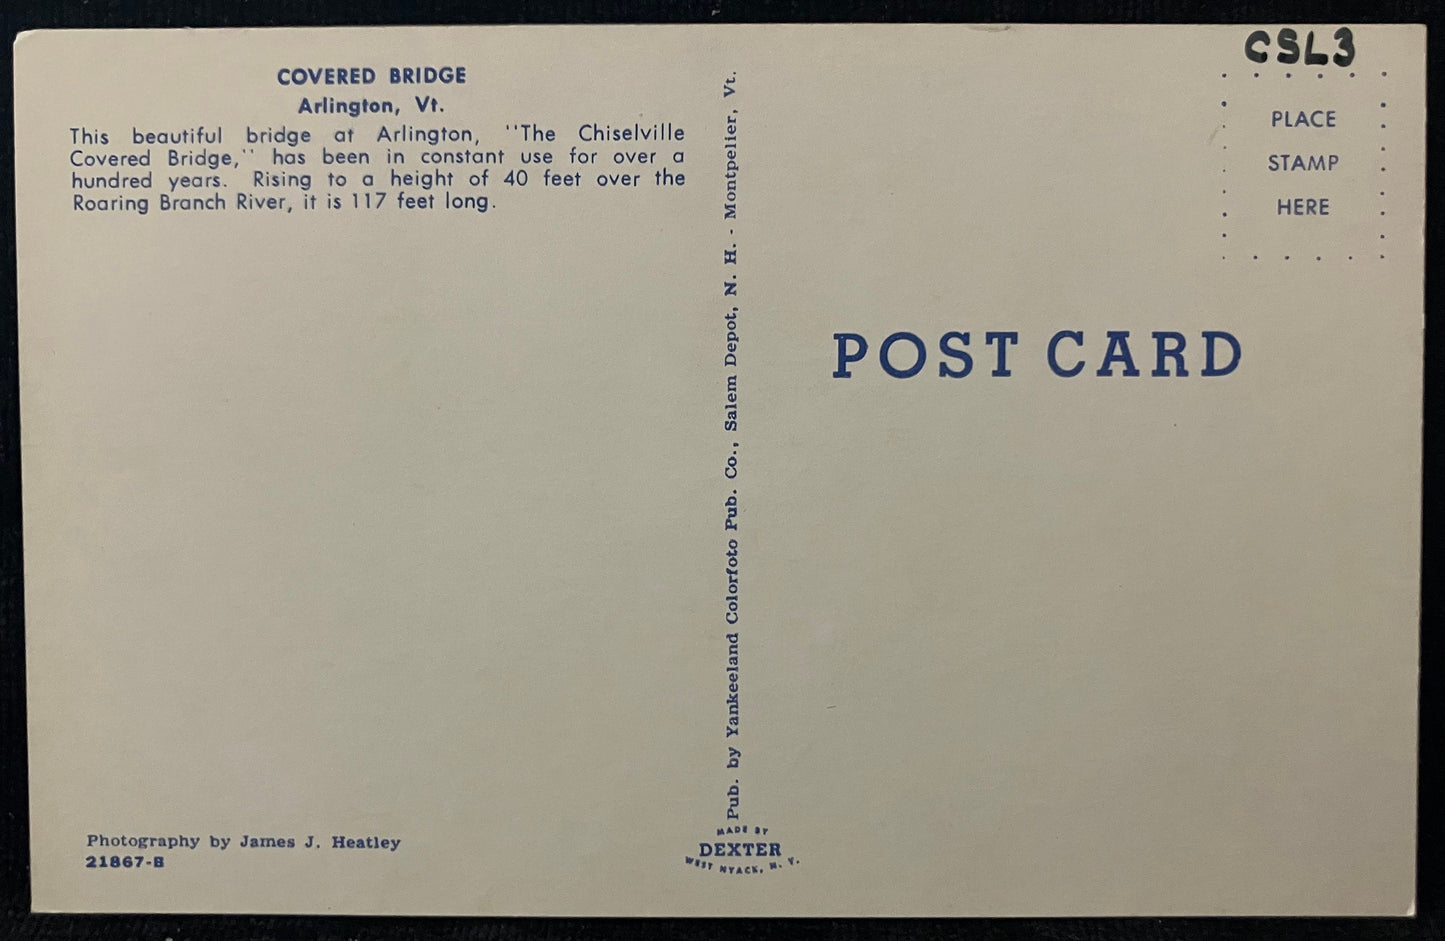 COVERED BRIDGE
Arlington, Vt.
This beautiful bridge at Arlington, "The Chiselville
Covered Bridge," has been in constant use for over a
hundred years. Rising to a height of 40 feet over the
Roaring Branch River, it is 117 feet long.
Photography by James J. Heatley
21867-B
Pub. by Yankeeland Colorfoto Pub. Co., Salem Depot, N. H. - Montpelier, Vt.
MADE BY
DEXTER
WEST NYACK, N. Y.
CSL3
PLACE
STAMP
HERE
POST CARD